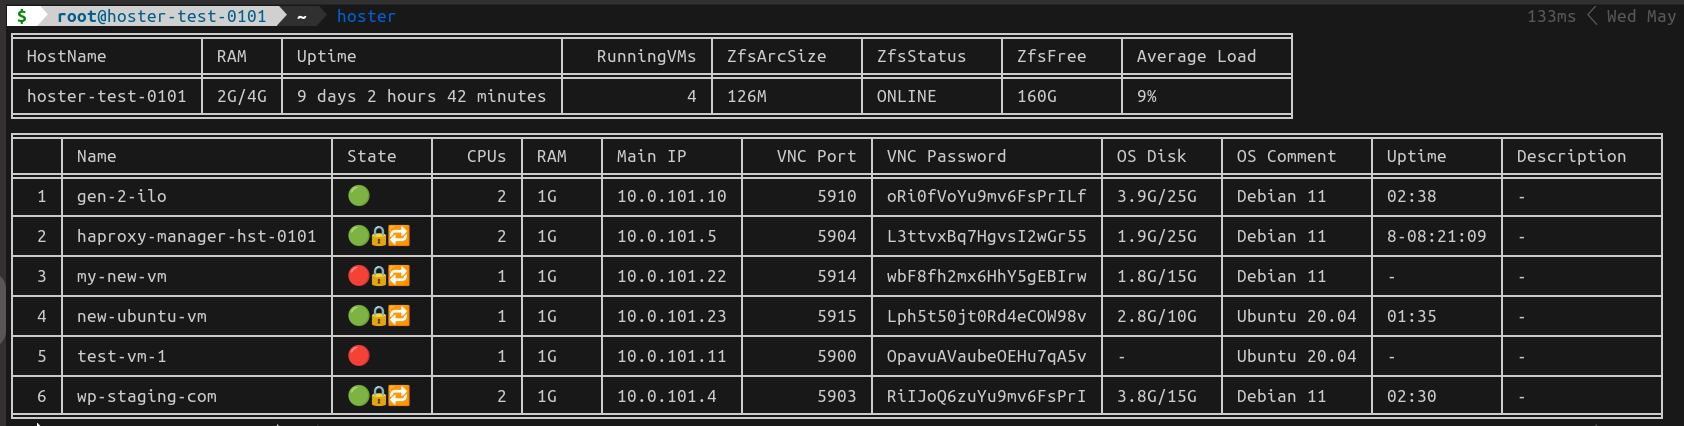 $ root@hoster-test-0101 ~ hoster 133ms Wed May
HostName RAM Uptime RunningVMs ZfsArcSize ZfsStatus ZfsFree Average Load
hoster-test-0101 2G/4G 9 days 2 hours 42 minutes 4 126M ONLINE 160G 9%
Name State CPUs RAM Main IP VNC Port VNC Password OS Disk OS Comment Uptime Description
1 gen-2-ilo 🟢 2 1G 10.0.101.10 5910 oRi0fVoYu9mv6FsPrILf 3.9G/25G Debian 11 02:38 -
2 haproxy-manager-hst-0101 🟢🔒🔁 2 1G 10.0.101.5 5904 L3ttvxBq7HgvsI2wGr55 1.9G/25G Debian 11 8-08:21:09 -
3 my-new-vm 🔴🔒🔁 1 1G 10.0.101.22 5914 wbF8fh2mx6HhY5gEBIrw 1.8G/15G Debian 11 - -
4 new-ubuntu-vm 🟢🔒🔁 1 1G 10.0.101.23 5915 Lph5t50jt0Rd4eCOW98v 2.8G/10G Ubuntu 20.04 01:35 -
5 test-vm-1 🔴 1 1G 10.0.101.11 5900 OpavuAVaubeOEHu7qA5v - Ubuntu 20.04 - -
6 wp-staging-com 🟢🔒🔁 2 1G 10.0.101.4 5903 RiIJoQ6zuYu9mv6FsPrI 3.8G/15G Debian 11 02:30 -